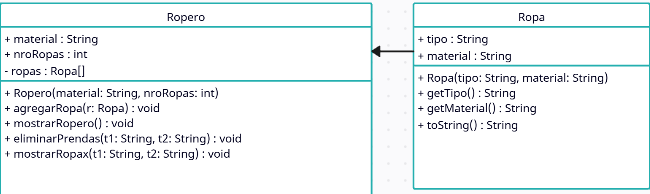 Ropero
+ material : String
+ nroRopas : int
- ropas : Ropa[]
+ Ropero(material: String, nroRopas: int)
+ agregarRopa(r: Ropa) : void
+ mostrarRopero() : void
+ eliminarPrendas(t1: String, t2: String) : void
+ mostrarRopax(t1: String, t2: String) : void
Ropa
+ tipo : String
+ material : String
+ Ropa(tipo: String, material: String)
+ getTipo() : String
+ getMaterial() : String
+ toString() : String